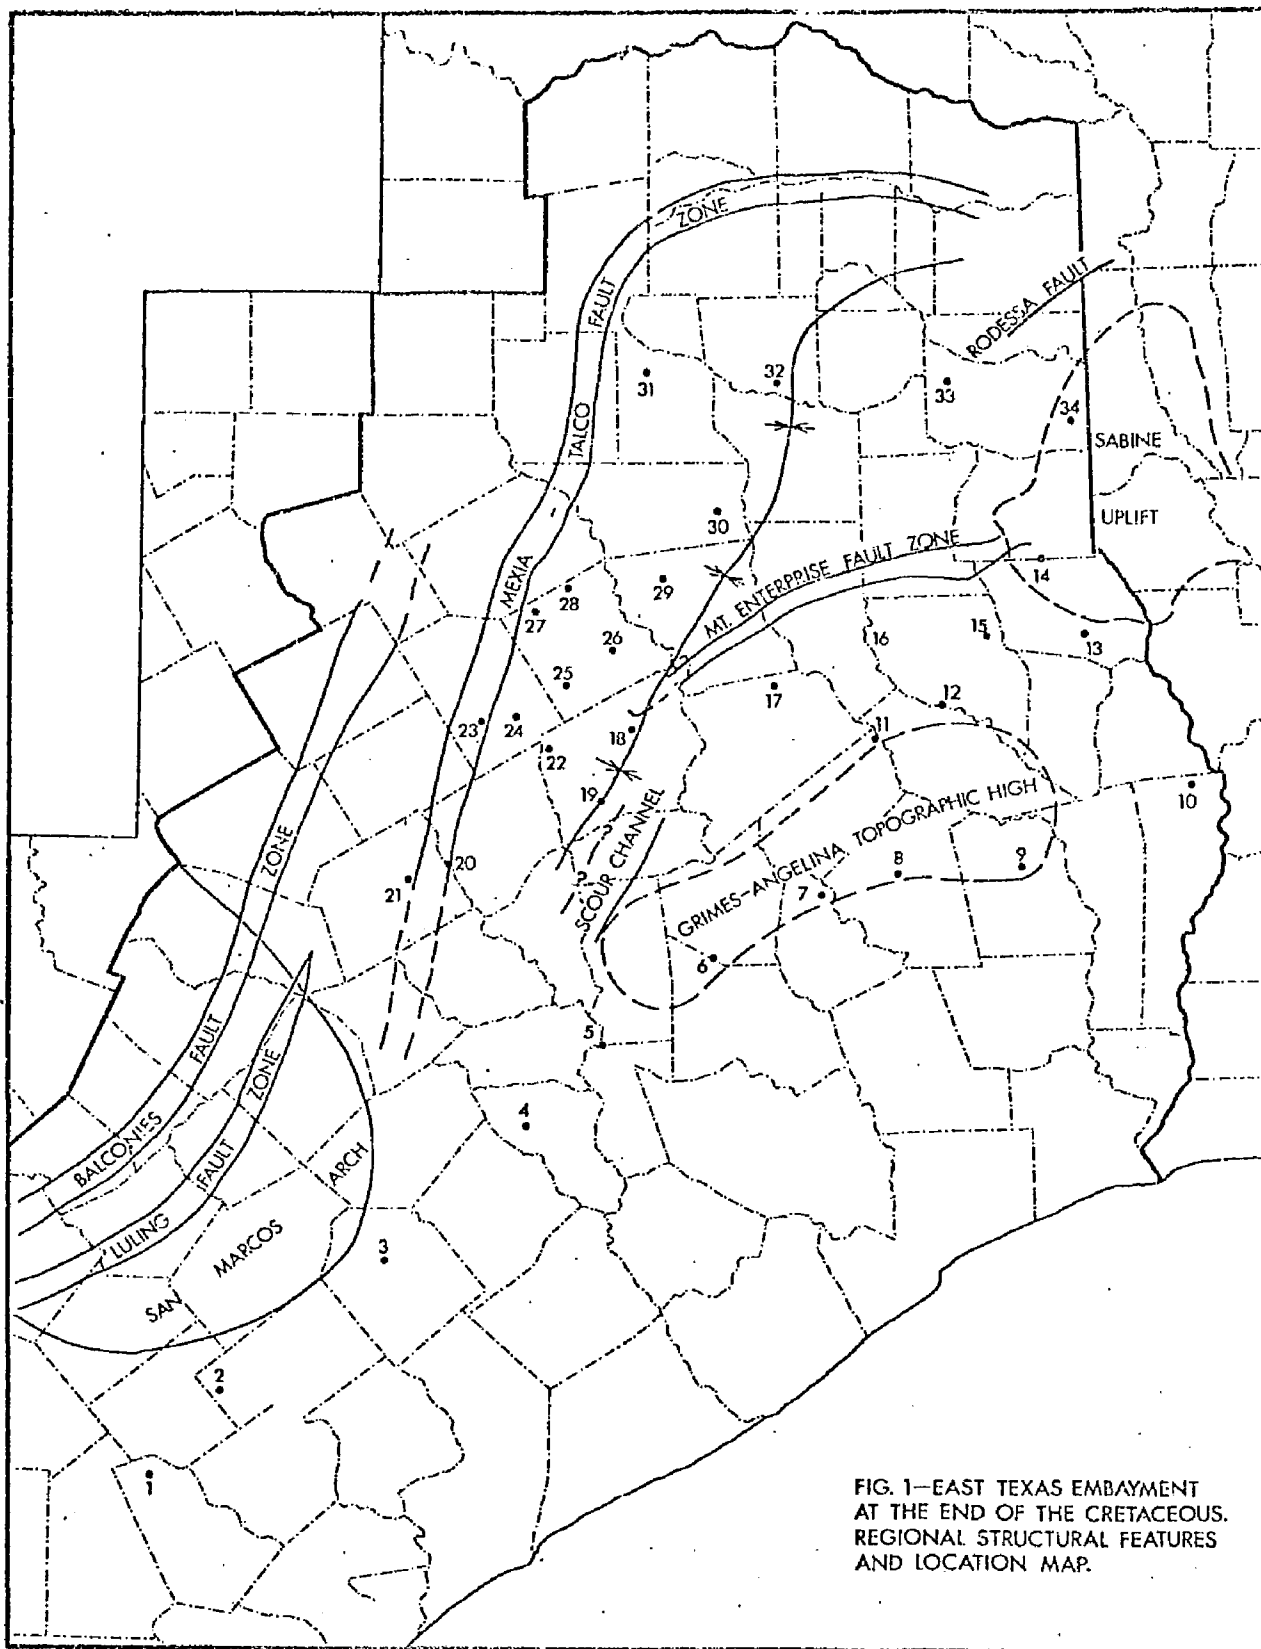 ZONE
FAULT
TALCO
MEXIA
RODESSA FAULT
31
32
33
34
SABINE
UPLIFT
30
MT. ENTERPRISE FAULT ZONE
14
29
28
27
26
25
16
15
13
17
12
11
23
24
22
18
19
10
?
?
SCOUR CHANNEL
GRIMES–ANGELINA TOPOGRAPHIC HIGH
ZONE
FAULT
BALCONIES
20
21
8
9
7
6
5
4
ZONE
FAULT
LULING
SAN
MARCOS
ARCH
3
2
1
FIG. 1—EAST TEXAS EMBAYMENT
AT THE END OF THE CRETACEOUS.
REGIONAL STRUCTURAL FEATURES
AND LOCATION MAP.